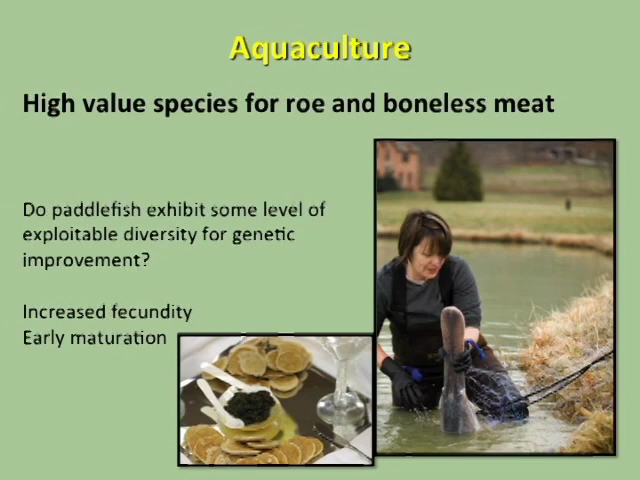 Aquaculture
High value species for roe and boneless meat
Do paddlefish exhibit some level of
exploitable diversity for genetic
improvement?
Increased fecundity
Early maturation